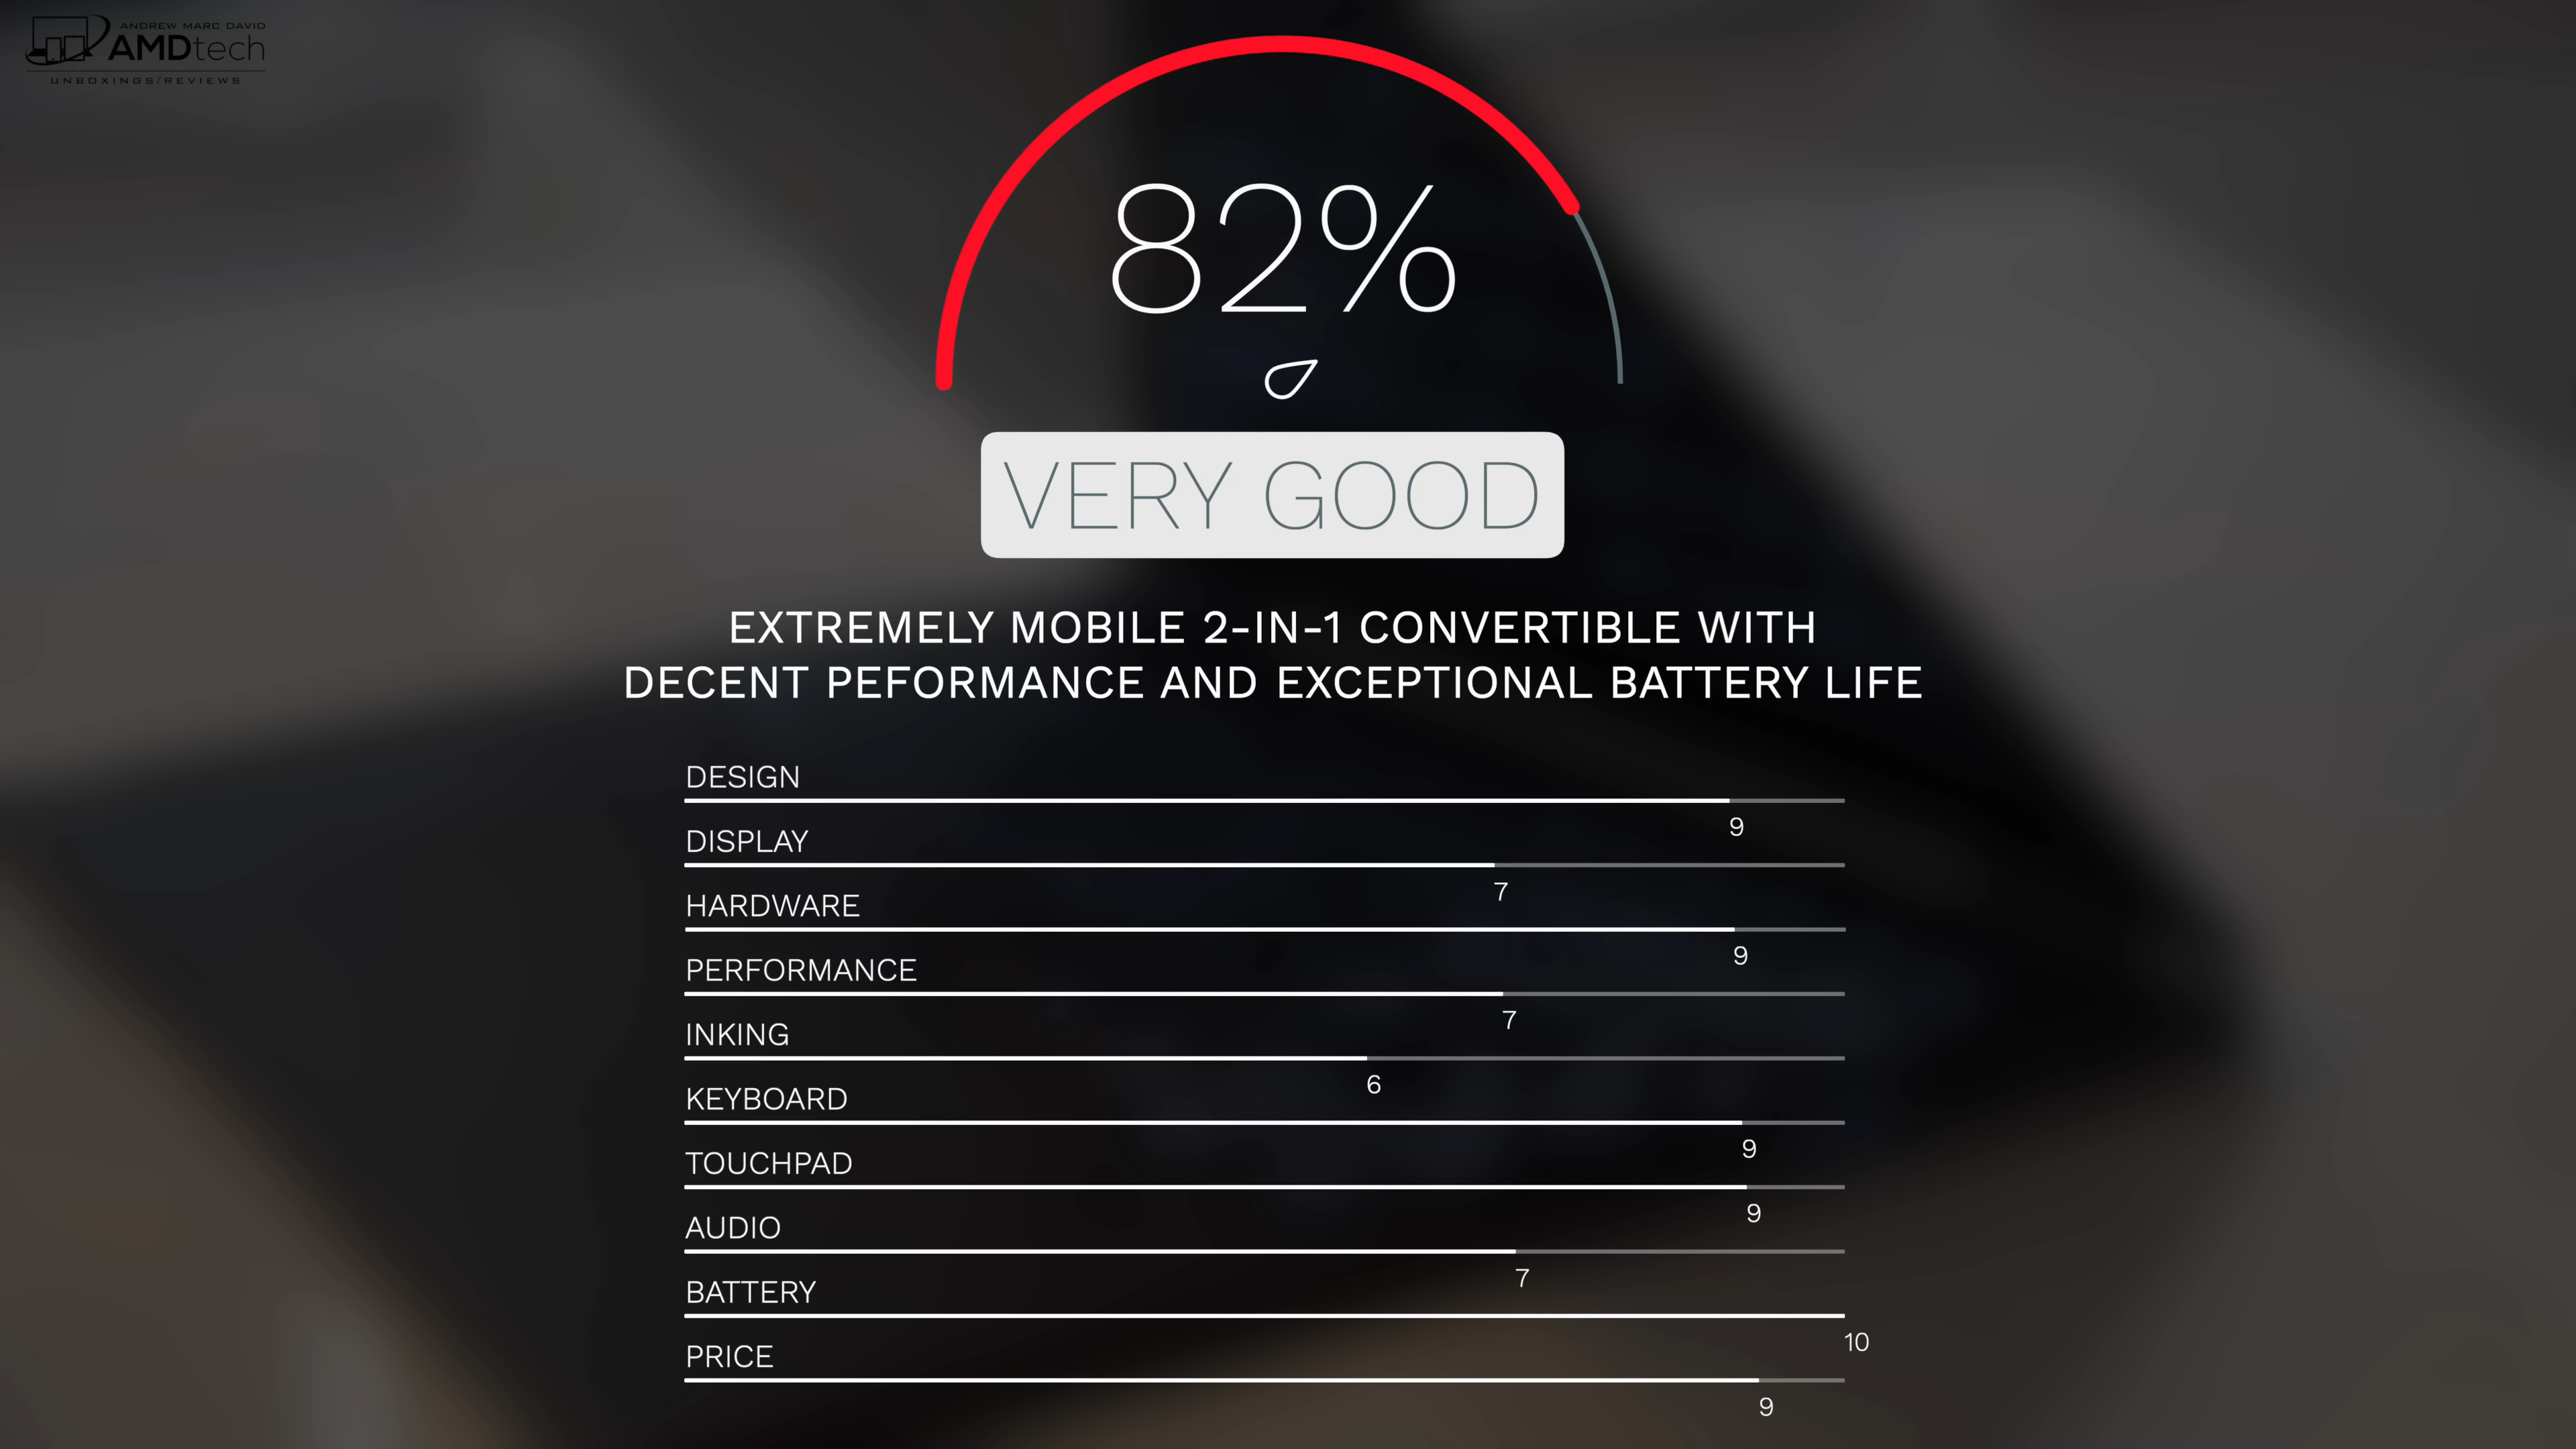 ANDREW MARC DAVID
AMDtech
UNBOXINGS/REVIEWS
82%
VERY GOOD
EXTREMELY MOBILE 2-IN-1 CONVERTIBLE WITH
DECENT PEFORMANCE AND EXCEPTIONAL BATTERY LIFE
DESIGN
9
DISPLAY
7
HARDWARE
9
PERFORMANCE
7
INKING
6
KEYBOARD
9
TOUCHPAD
9
AUDIO
7
BATTERY
10
PRICE
9